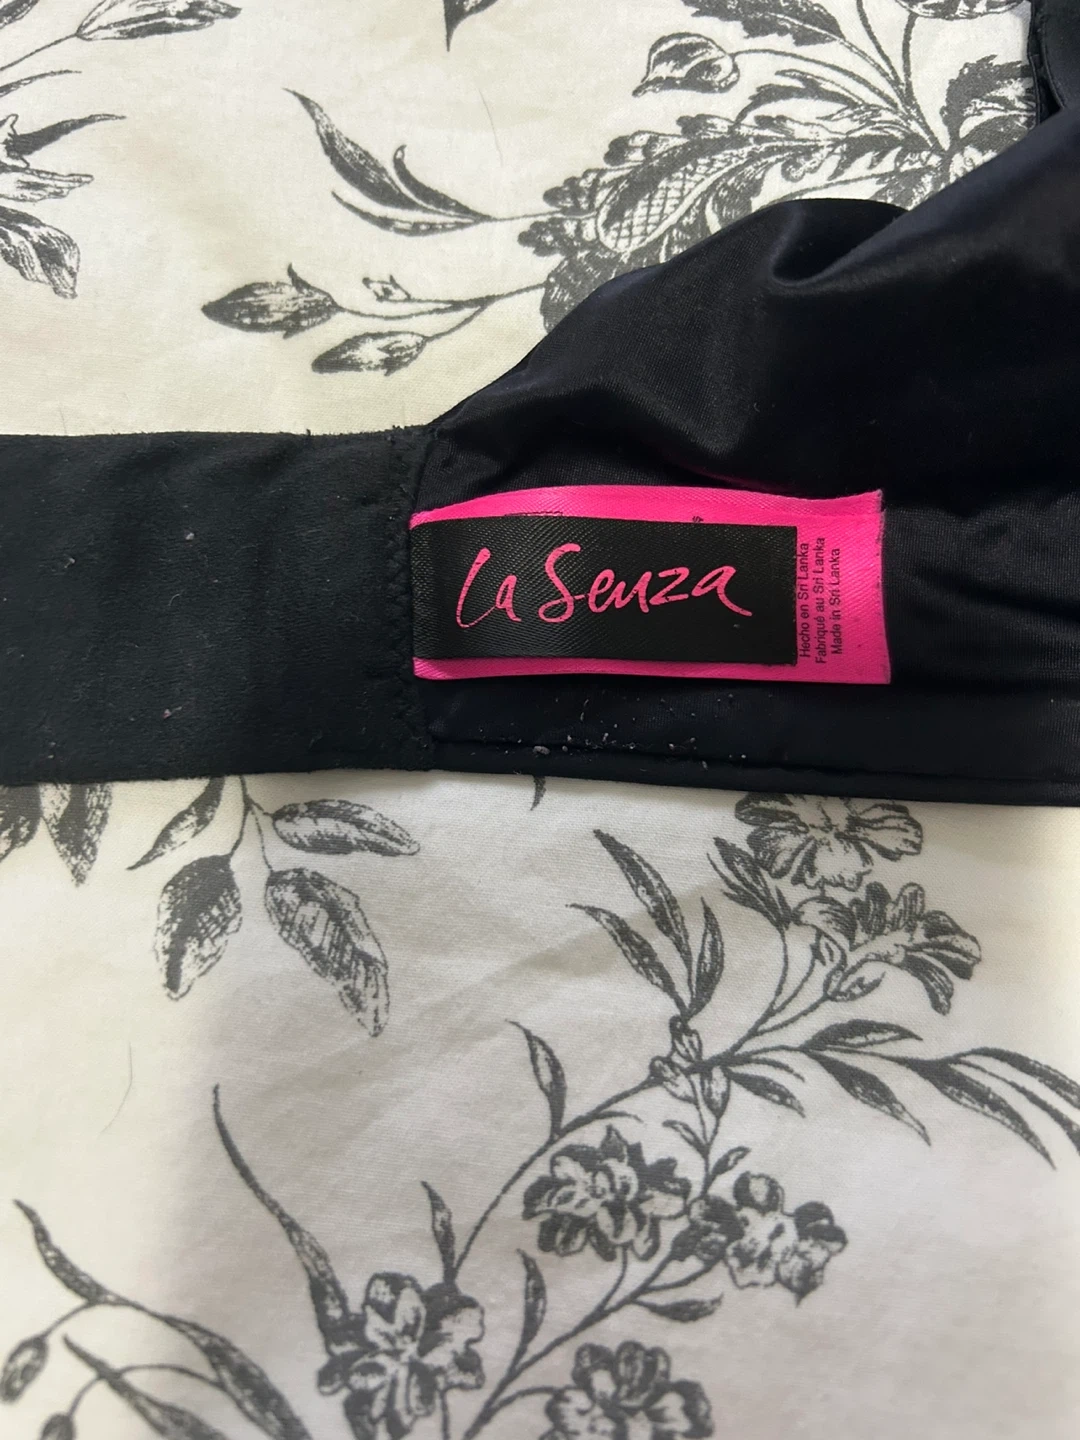 La Senza
Hecho en Sri Lanka
Fabriqué au Sri Lanka
Made in Sri Lanka